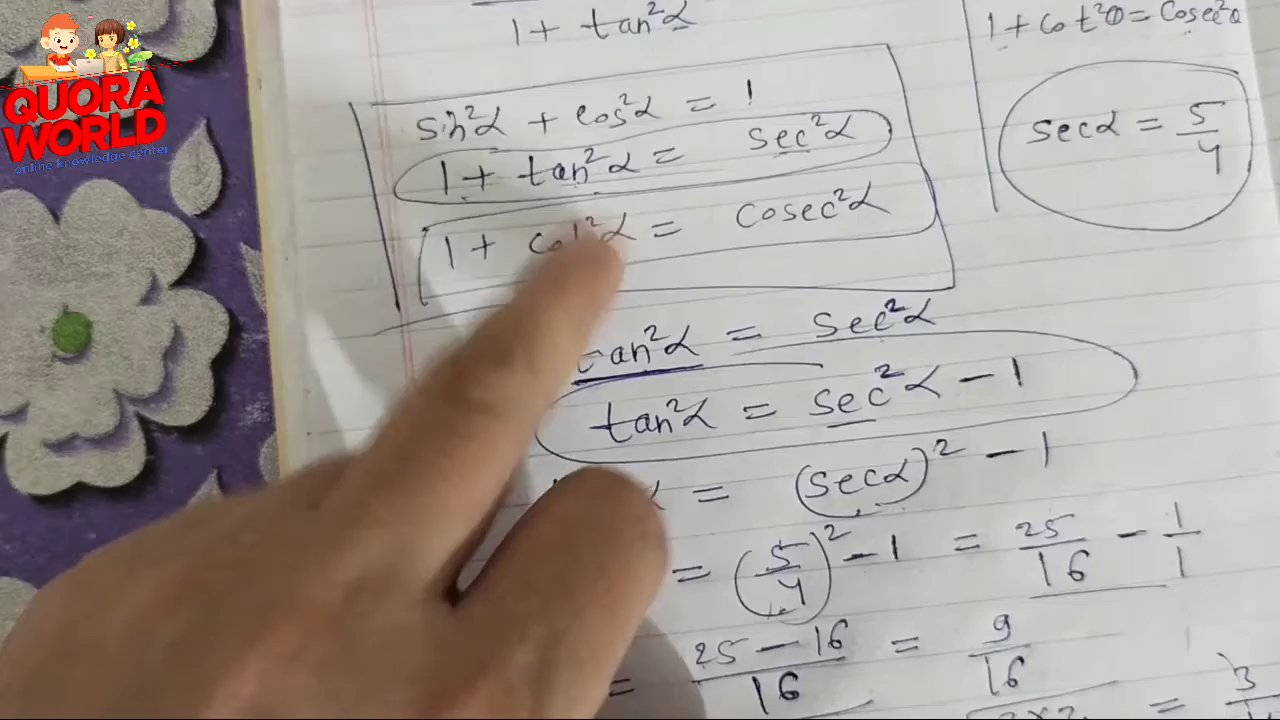 QUORA
WORLD
online knowledge center
1 + tan²α
1 + cot²θ = cosec²θ
sin²α + cos²α = 1
1 + tan²α = sec²α
1 + cot²α = cosec²α
secα = 5/4
tan²α = sec²α
tan²α = sec²α – 1
α = (secα)² – 1
= (5/4)² – 1 = 25/16 – 1/1
= 25 – 16/16 = 9/16
= 3